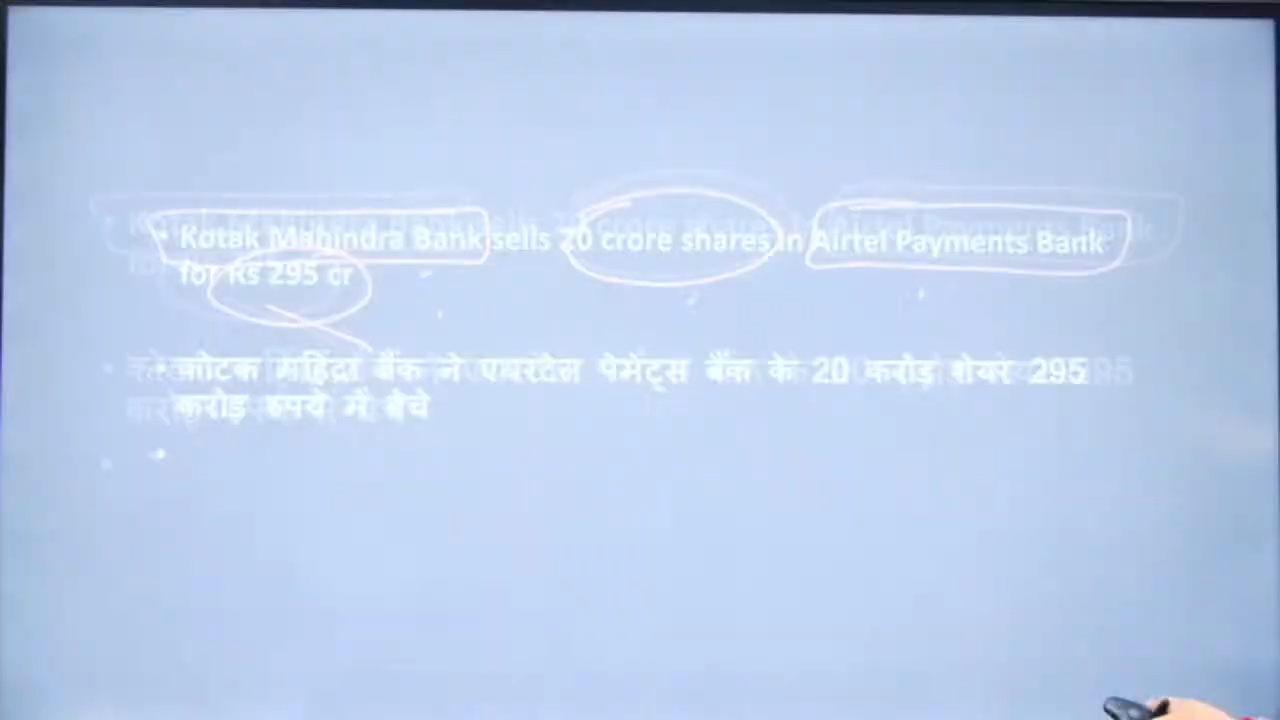 • Kotak Mahindra Bank sells 20 crore shares in Airtel Payments Bank
for Rs 295 cr
• कोटक महिंद्रा बैंक ने एयरटेल पेमेंट्स बैंक के 20 करोड़ शेयर 295
करोड़ रुपये में बेचे